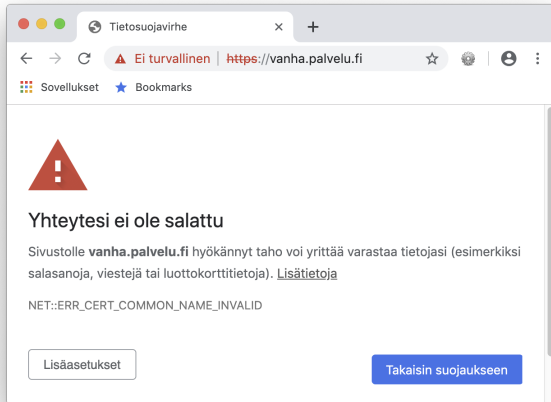 Tietosuojavirhe
Ei turvallinen | https://vanha.palvelu.fi
Sovellukset Bookmarks
Yhteytesi ei ole salattu
Sivustolle vanha.palvelu.fi hyökännyt taho voi yrittää varastaa tietojasi (esimerkiksi
salasanoja, viestejä tai luottokorttitietoja). Lisätietoja
NET::ERR_CERT_COMMON_NAME_INVALID
Lisäasetukset
Takaisin suojaukseen